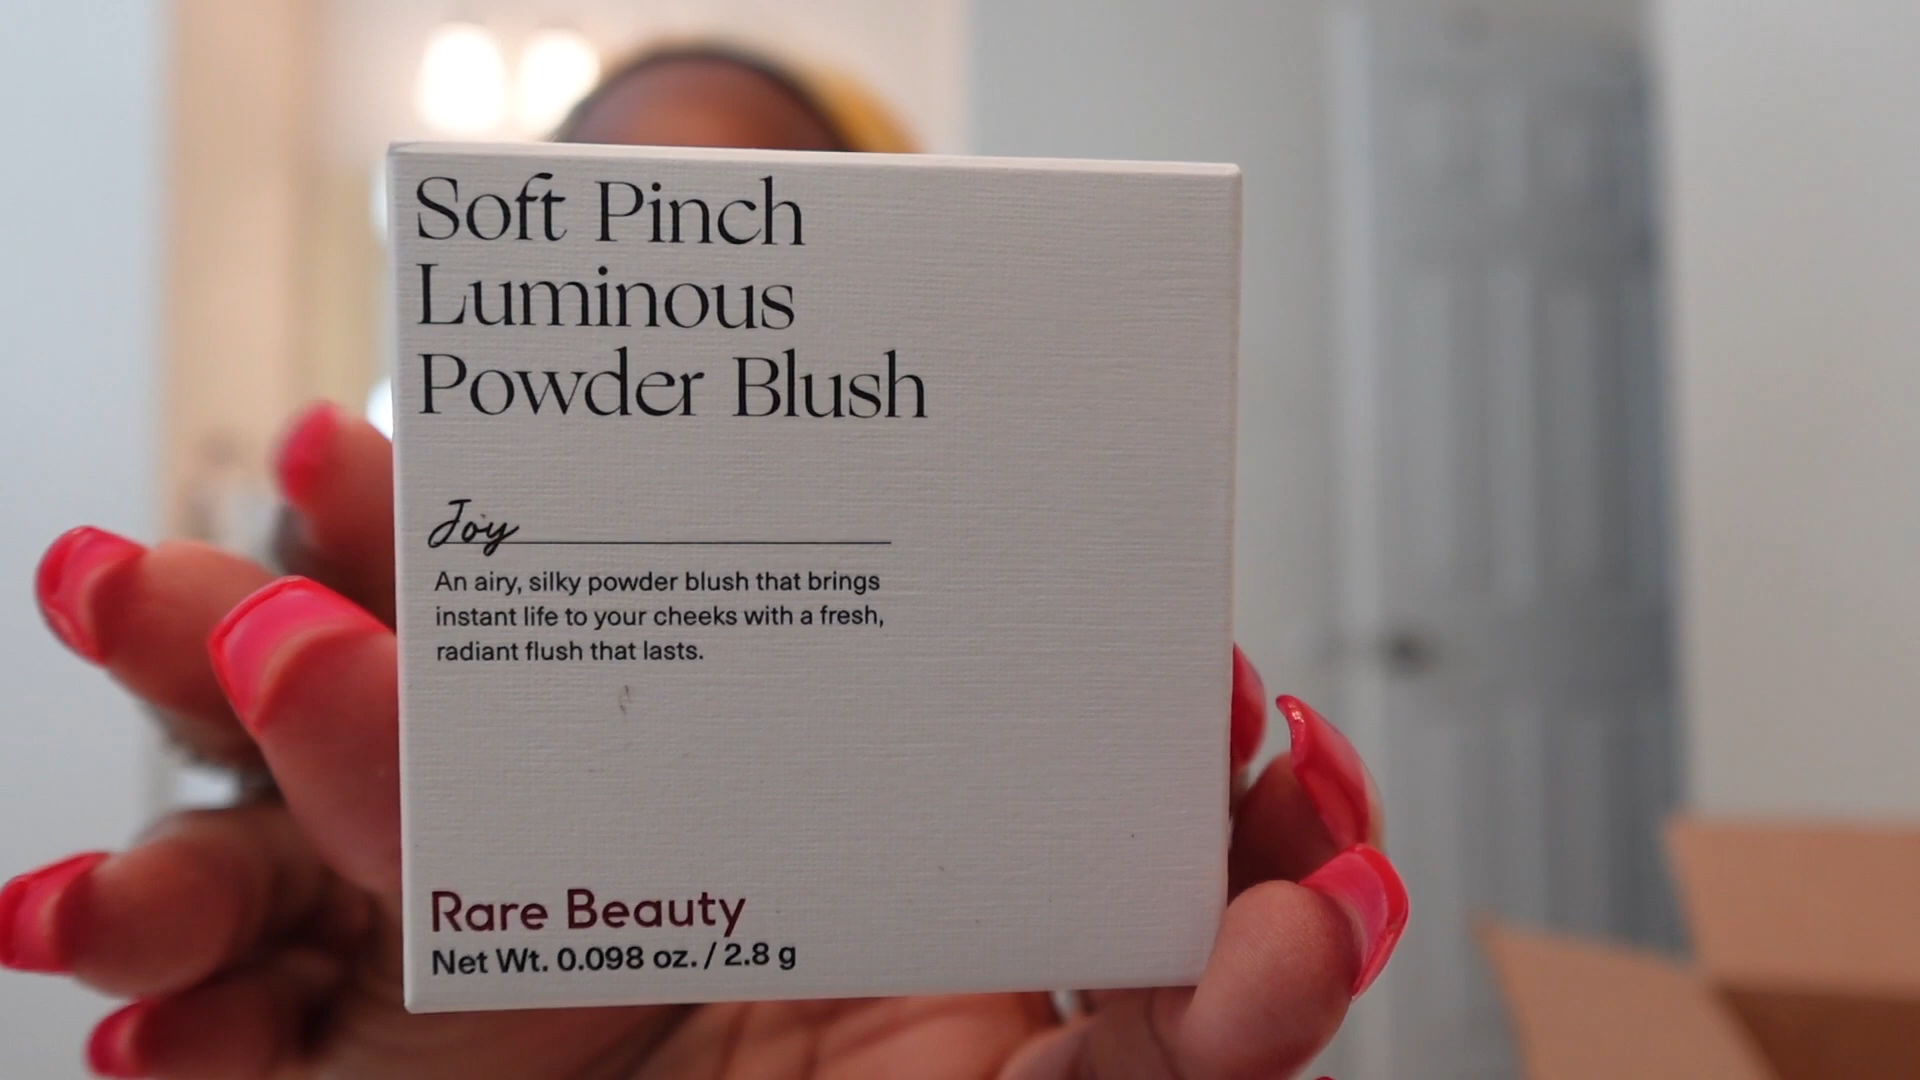 Soft Pinch
Luminous
Powder Blush
Joy
An airy, silky powder blush that brings
instant life to your cheeks with a fresh,
radiant flush that lasts.
Rare Beauty
Net Wt. 0.098 oz. / 2.8 g